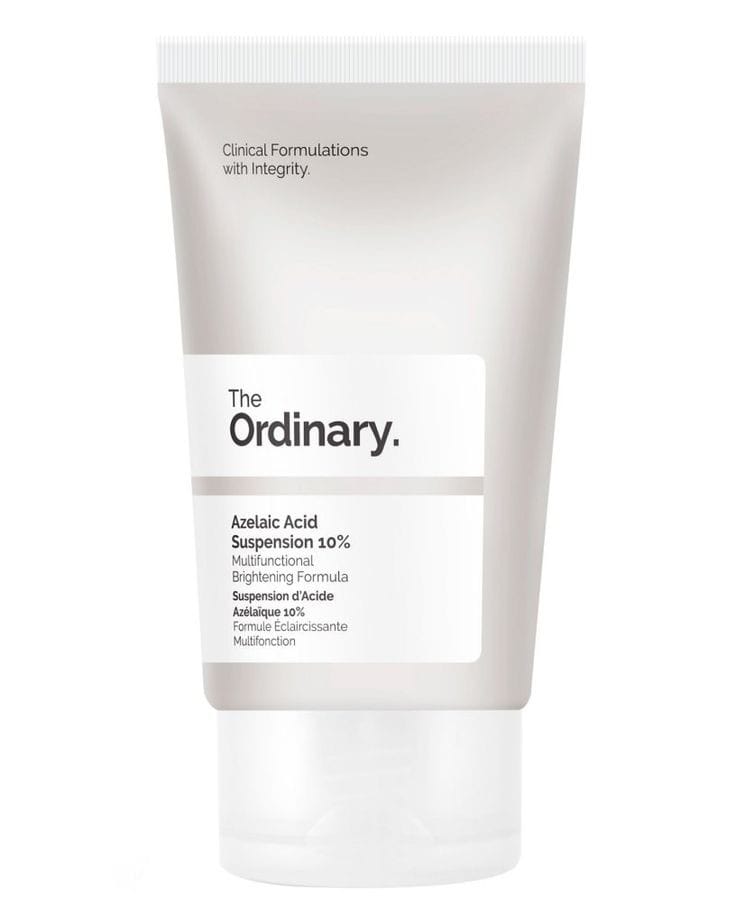 Clinical Formulations
with Integrity.
The
Ordinary.
Azelaic Acid
Suspension 10%
Multifunctional
Brightening Formula
Suspension d'Acide
Azélaïque 10%
Formule Éclaircissante
Multifonction